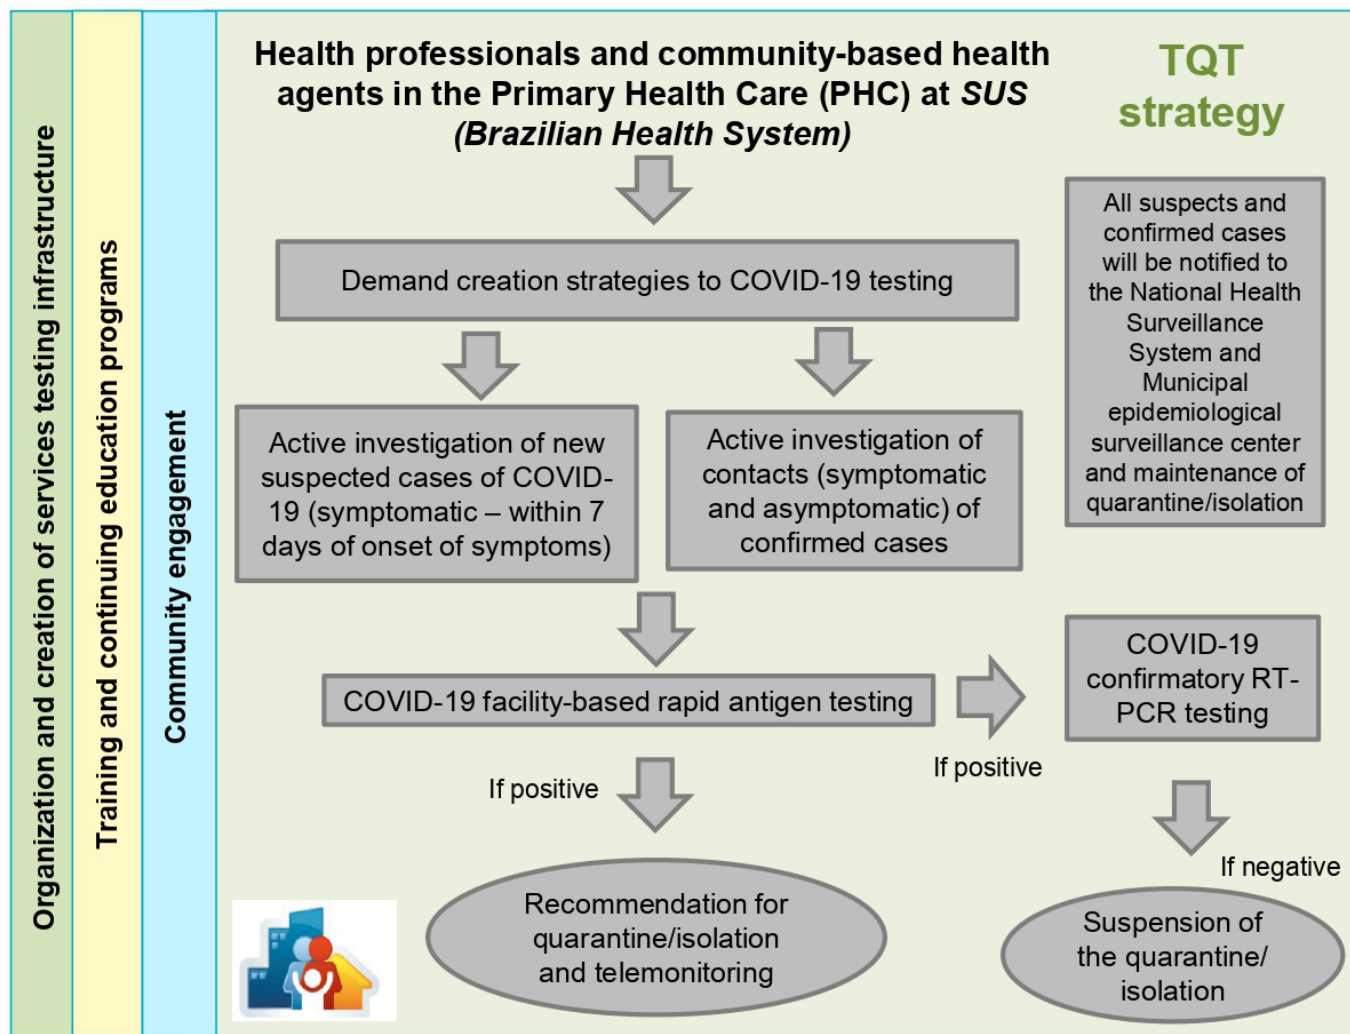 Organization and creation of services testing infrastructure
Training and continuing education programs
Community engagement
Health professionals and community-based health
agents in the Primary Health Care (PHC) at SUS
(Brazilian Health System)
TQT
strategy
All suspects and
confirmed cases
will be notified to
the National Health
Surveillance
System and
Municipal
epidemiological
surveillance center
and maintenance of
quarantine/isolation
Demand creation strategies to COVID-19 testing
Active investigation of new
suspected cases of COVID-
19 (symptomatic – within 7
days of onset of symptoms)
Active investigation of
contacts (symptomatic
and asymptomatic) of
confirmed cases
COVID-19 facility-based rapid antigen testing
COVID-19
confirmatory RT-
PCR testing
If positive
If positive
If negative
Recommendation for
quarantine/isolation
and telemonitoring
Suspension of
the quarantine/
isolation